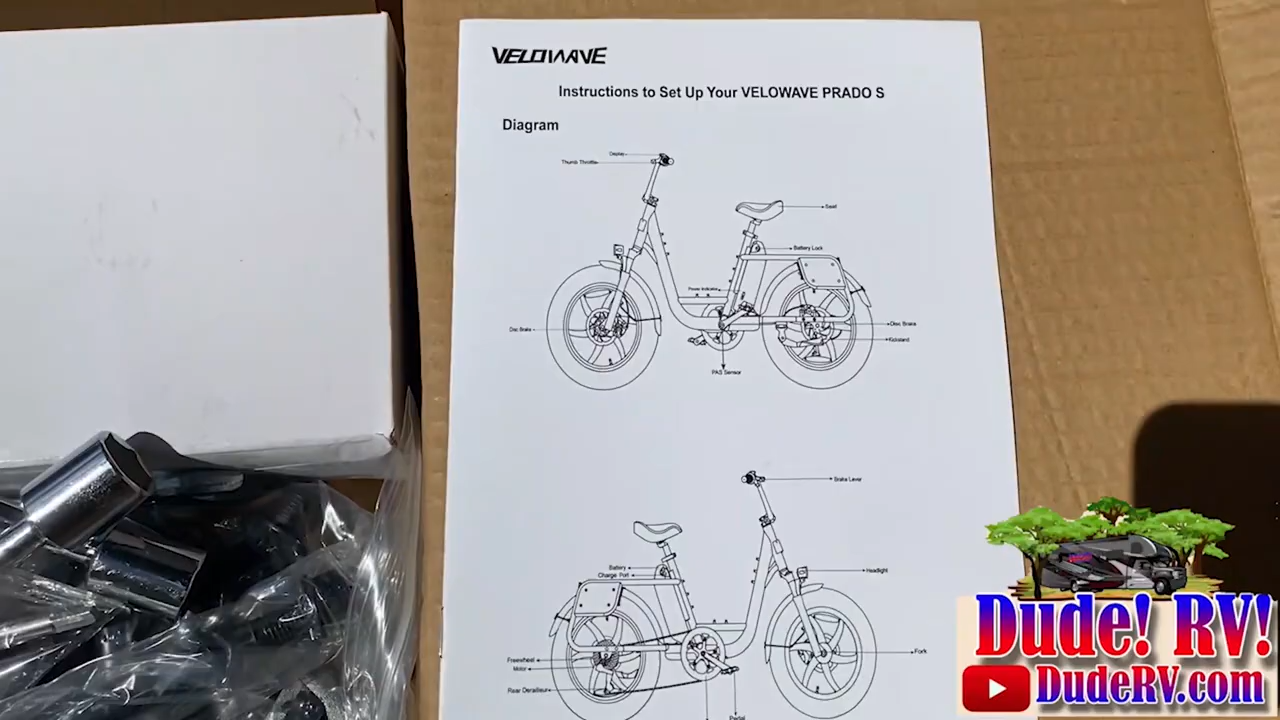 VELOWAVE
Instructions to Set Up Your VELOWAVE PRADO S
Diagram
Display
Thumb Throttle
Seat
Battery Lock
Power Indicator
Disc Brake
Disc Brake
Kickstand
PAS Sensor
Brake Lever
Battery
Charge Port
Headlight
Freewheel
Motor
Fork
Rear Derailleur
Pedal
Dude! RV!
DudeRV.com